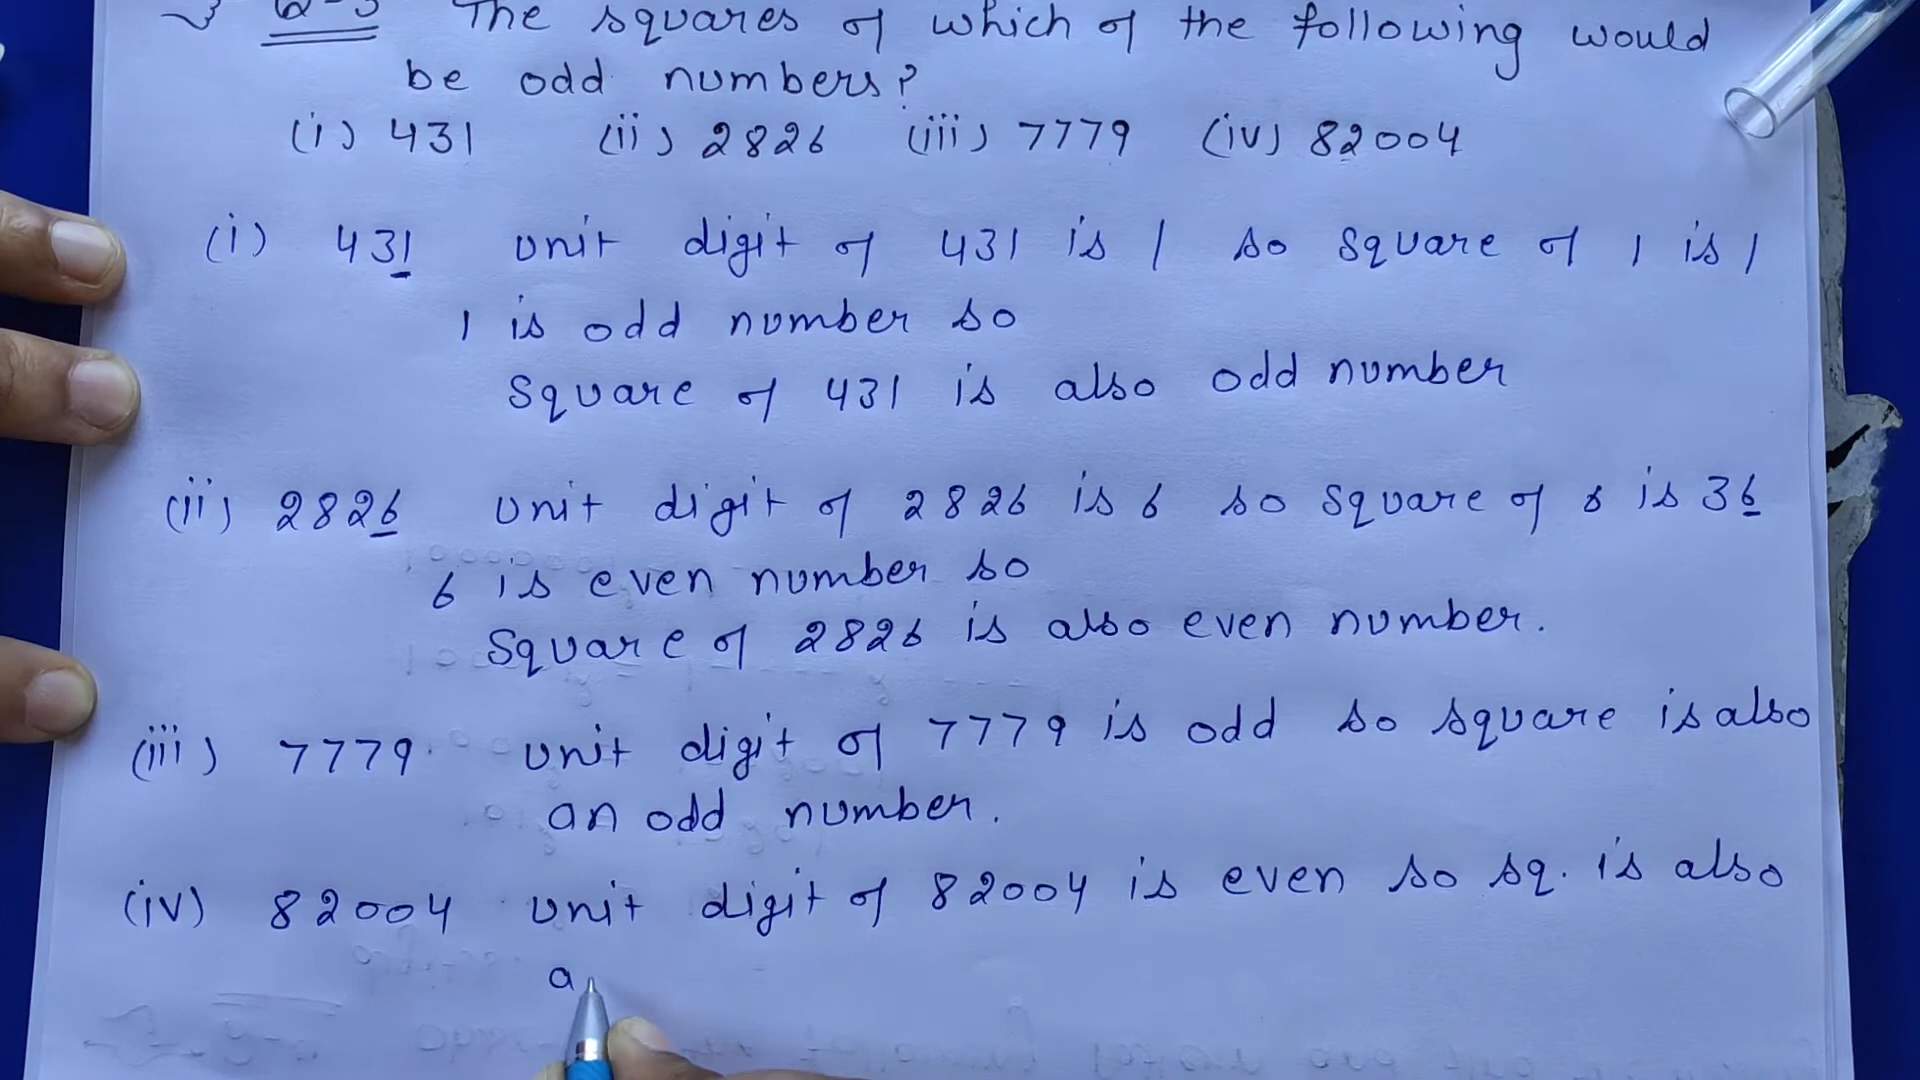 The squares of which of the following would
be odd numbers?
(i) 431 (ii) 2826 (iii) 7779 (iv) 82004
(i) 431 unit digit of 431 is 1 so square of 1 is 1
1 is odd number so
square of 431 is also odd number
(ii) 2826 unit digit of 2826 is 6 so square of 6 is 36
6 is even number so
square of 2826 is also even number.
(iii) 7779 unit digit of 7779 is odd so square is also
an odd number.
(iv) 82004 unit digit of 82004 is even so sq. is also
a